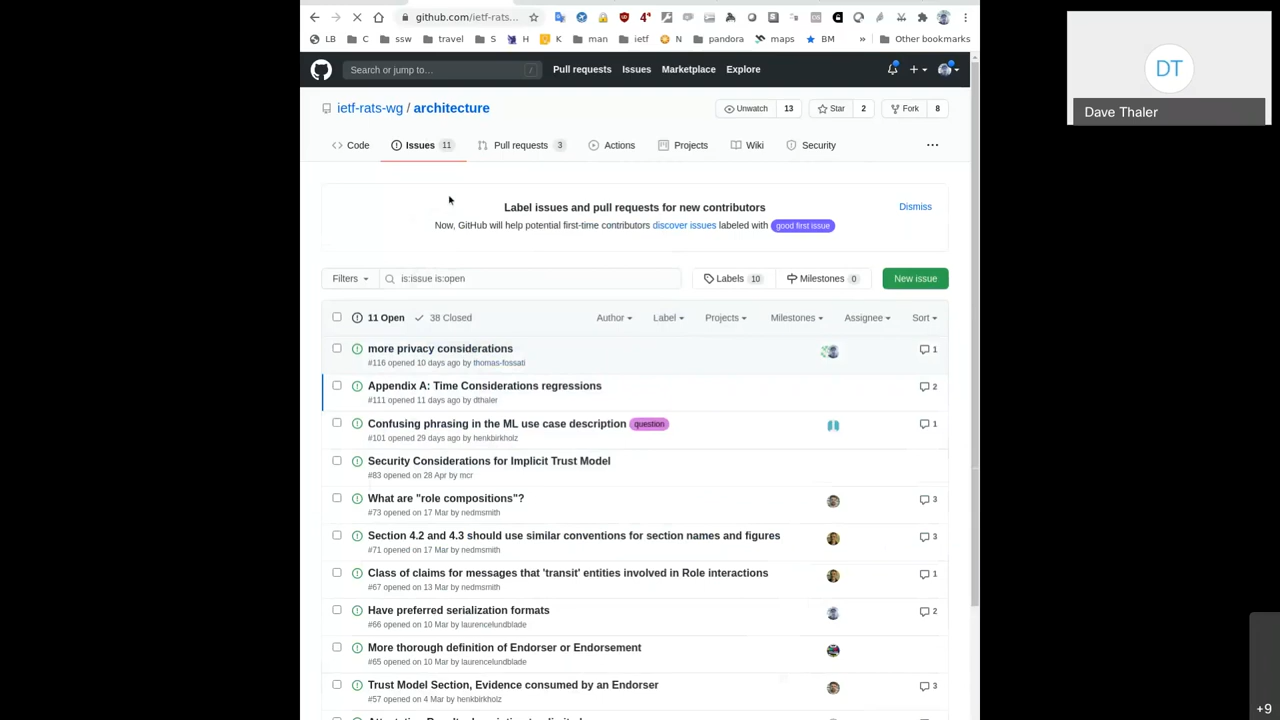 github.com/ietf-rats...
LB C ssw travel S H K man ietf N pandora maps BM » Other bookmarks
Search or jump to... / Pull requests Issues Marketplace Explore
DT
Dave Thaler
ietf-rats-wg / architecture Unwatch 13 Star 2 Fork 8
Code Issues 11 Pull requests 3 Actions Projects Wiki Security ...
Label issues and pull requests for new contributors Dismiss
Now, GitHub will help potential first-time contributors discover issues labeled with good first issue
Filters is:issue is:open Labels 10 Milestones 0 New issue
11 Open 38 Closed Author Label Projects Milestones Assignee Sort
more privacy considerations 1
#116 opened 10 days ago by thomas-fossati
Appendix A: Time Considerations regressions 2
#111 opened 11 days ago by dthaler
Confusing phrasing in the ML use case description question 1
#101 opened 29 days ago by henkbirkholz
Security Considerations for Implicit Trust Model
#83 opened on 28 Apr by mcr
What are "role compositions"? 3
#73 opened on 17 Mar by nedmsmith
Section 4.2 and 4.3 should use similar conventions for section names and figures 3
#71 opened on 17 Mar by nedmsmith
Class of claims for messages that 'transit' entities involved in Role interactions 1
#67 opened on 13 Mar by nedmsmith
Have preferred serialization formats 2
#66 opened on 10 Mar by laurencelundblade
More thorough definition of Endorser or Endorsement
#65 opened on 10 Mar by laurencelundblade
Trust Model Section, Evidence consumed by an Endorser 3
#57 opened on 4 Mar by henkbirkholz
+9